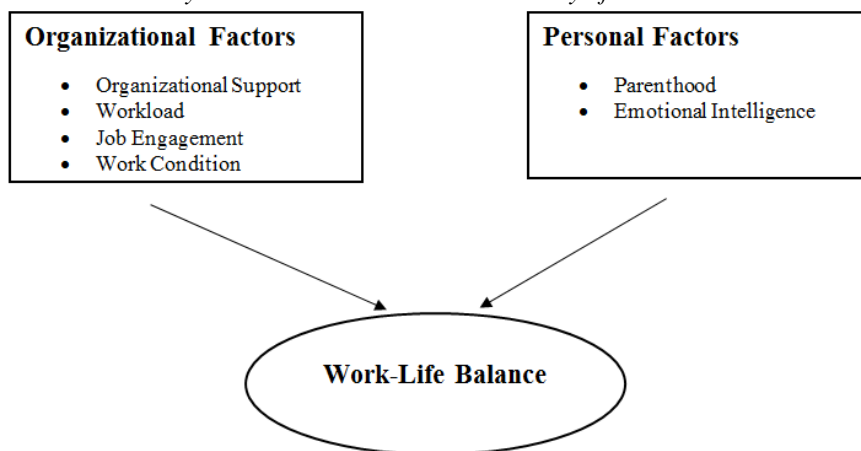 Organizational Factors
• Organizational Support
• Workload
• Job Engagement
• Work Condition
Personal Factors
• Parenthood
• Emotional Intelligence
Work-Life Balance